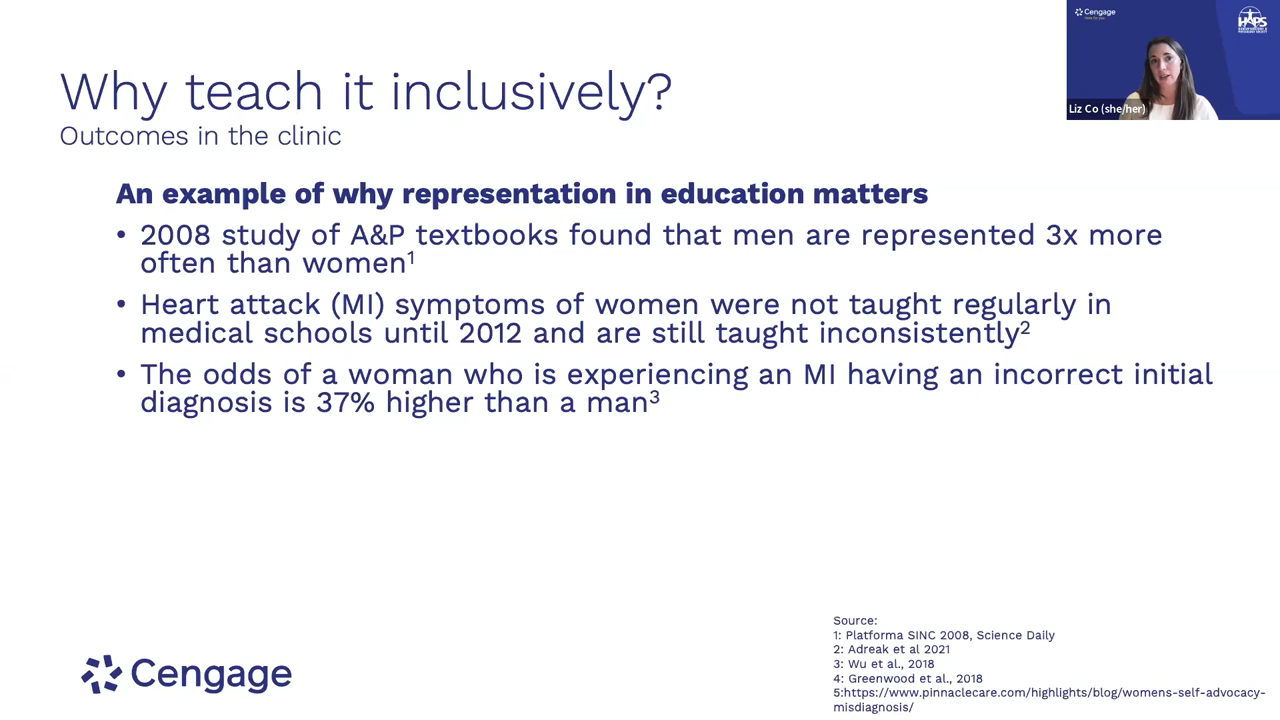 Why teach it inclusively?
Outcomes in the clinic
An example of why representation in education matters
• 2008 study of A&P textbooks found that men are represented 3x more
often than women1
• Heart attack (MI) symptoms of women were not taught regularly in
medical schools until 2012 and are still taught inconsistently2
• The odds of a woman who is experiencing an MI having an incorrect initial
diagnosis is 37% higher than a man3
Cengage
HAPS
Liz Co (she/her)
Source:
1: Platforma SINC 2008, Science Daily
2: Adreak et al 2021
3: Wu et al., 2018
4: Greenwood et al., 2018
5:https://www.pinnaclecare.com/highlights/blog/womens-self-advocacy-
misdiagnosis/
Cengage